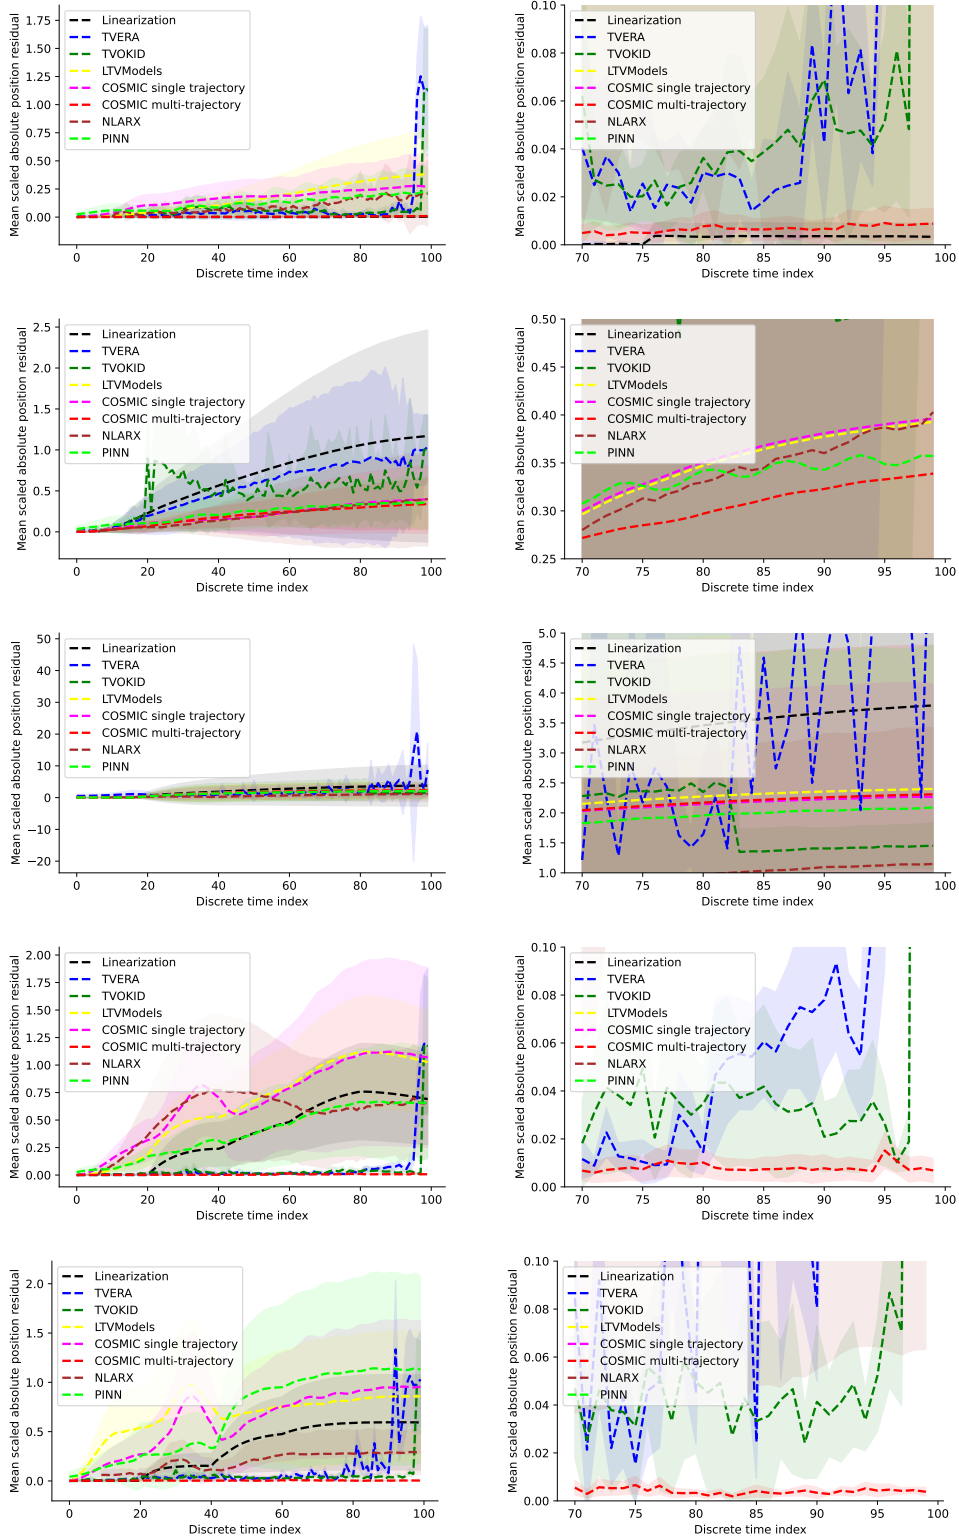 Mean scaled absolute position residual
1.75
1.50
1.25
1.00
0.75
0.50
0.25
0.00
Linearization
TVERA
TVOKID
LTVModels
COSMIC single trajectory
COSMIC multi-trajectory
NLARX
PINN
0 20 40 60 80 100
Discrete time index
Mean scaled absolute position residual
0.10
0.08
0.06
0.04
0.02
0.00
Linearization
TVERA
TVOKID
LTVModels
COSMIC single trajectory
COSMIC multi-trajectory
NLARX
PINN
70 75 80 85 90 95 100
Discrete time index
Mean scaled absolute position residual
2.5
2.0
1.5
1.0
0.5
0.0
Linearization
TVERA
TVOKID
LTVModels
COSMIC single trajectory
COSMIC multi-trajectory
NLARX
PINN
0 20 40 60 80 100
Discrete time index
Mean scaled absolute position residual
0.50
0.45
0.40
0.35
0.30
0.25
Linearization
TVERA
TVOKID
LTVModels
COSMIC single trajectory
COSMIC multi-trajectory
NLARX
PINN
70 75 80 85 90 95 100
Discrete time index
Mean scaled absolute position residual
50
40
30
20
10
0
−10
−20
Linearization
TVERA
TVOKID
LTVModels
COSMIC single trajectory
COSMIC multi-trajectory
NLARX
PINN
0 20 40 60 80 100
Discrete time index
Mean scaled absolute position residual
5.0
4.5
4.0
3.5
3.0
2.5
2.0
1.5
1.0
Linearization
TVERA
TVOKID
LTVModels
COSMIC single trajectory
COSMIC multi-trajectory
NLARX
PINN
70 75 80 85 90 95 100
Discrete time index
Mean scaled absolute position residual
2.00
1.75
1.50
1.25
1.00
0.75
0.50
0.25
0.00
Linearization
TVERA
TVOKID
LTVModels
COSMIC single trajectory
COSMIC multi-trajectory
NLARX
PINN
0 20 40 60 80 100
Discrete time index
Mean scaled absolute position residual
0.10
0.08
0.06
0.04
0.02
0.00
Linearization
TVERA
TVOKID
LTVModels
COSMIC single trajectory
COSMIC multi-trajectory
NLARX
PINN
70 75 80 85 90 95 100
Discrete time index
Mean scaled absolute position residual
2.0
1.5
1.0
0.5
0.0
Linearization
TVERA
TVOKID
LTVModels
COSMIC single trajectory
COSMIC multi-trajectory
NLARX
PINN
0 20 40 60 80 100
Discrete time index
Mean scaled absolute position residual
0.10
0.08
0.06
0.04
0.02
0.00
Linearization
TVERA
TVOKID
LTVModels
COSMIC single trajectory
COSMIC multi-trajectory
NLARX
PINN
70 75 80 85 90 95 100
Discrete time index